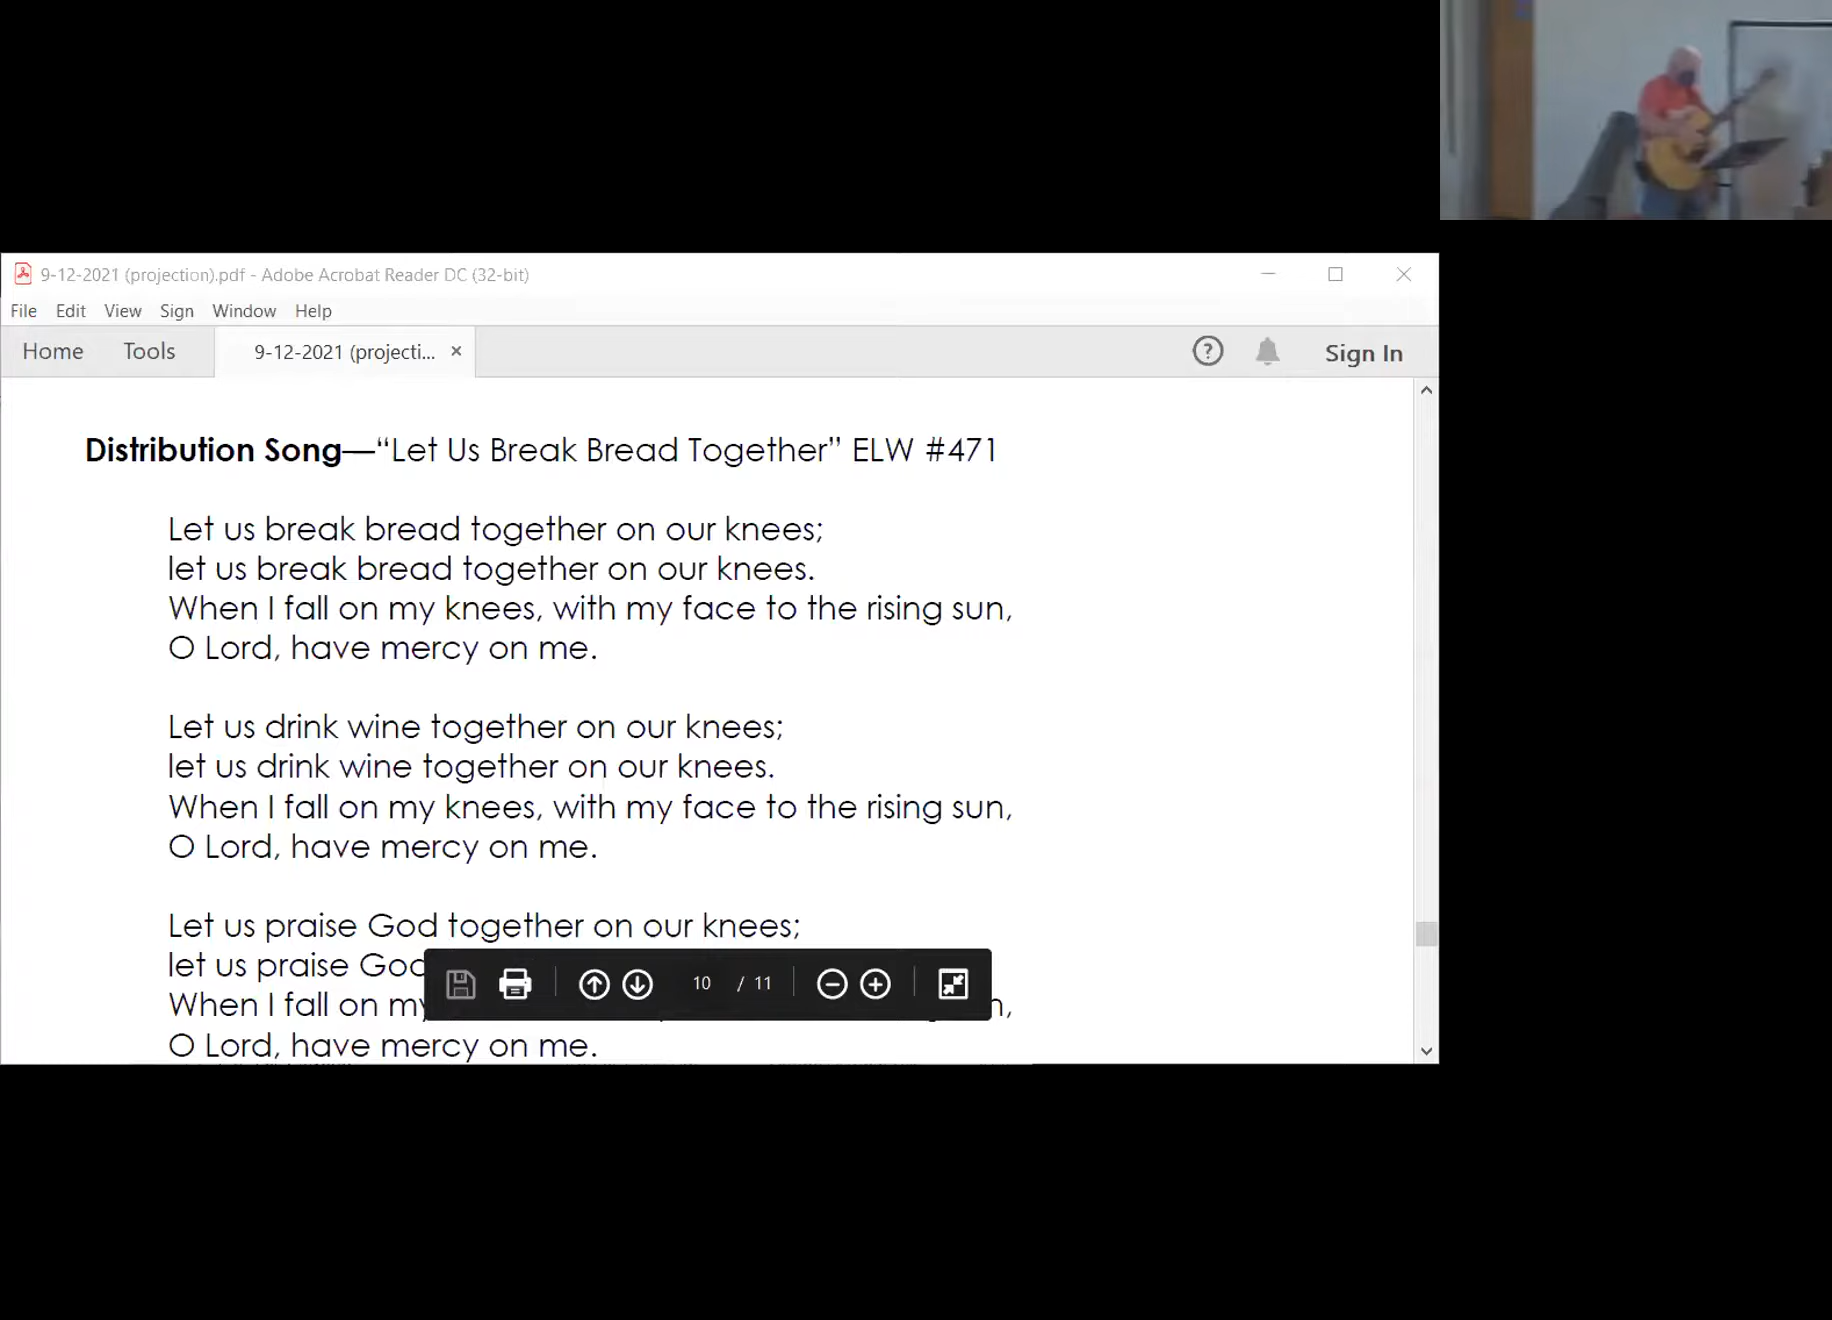 9-12-2021 (projection).pdf - Adobe Acrobat Reader DC (32-bit)
File Edit View Sign Window Help
Home Tools 9-12-2021 (projecti... × ? Sign In
Distribution Song—“Let Us Break Bread Together” ELW #471
Let us break bread together on our knees;
let us break bread together on our knees.
When I fall on my knees, with my face to the rising sun,
O Lord, have mercy on me.
Let us drink wine together on our knees;
let us drink wine together on our knees.
When I fall on my knees, with my face to the rising sun,
O Lord, have mercy on me.
Let us praise God together on our knees;
let us praise God
When I fall on my
O Lord, have mercy on me.
10 / 11